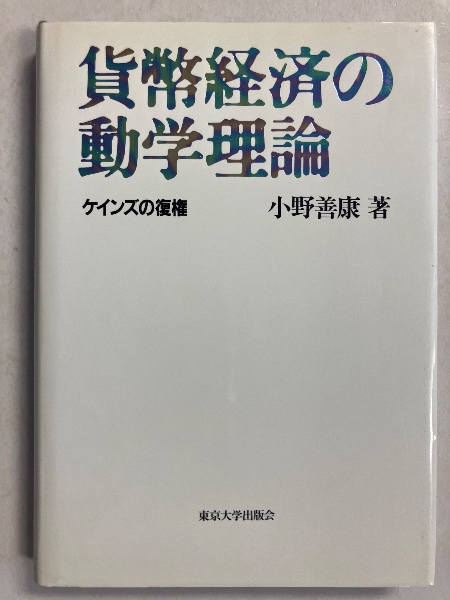 貨幣経済の
動学理論
ケインズの復権
小野善康 著
東京大学出版会